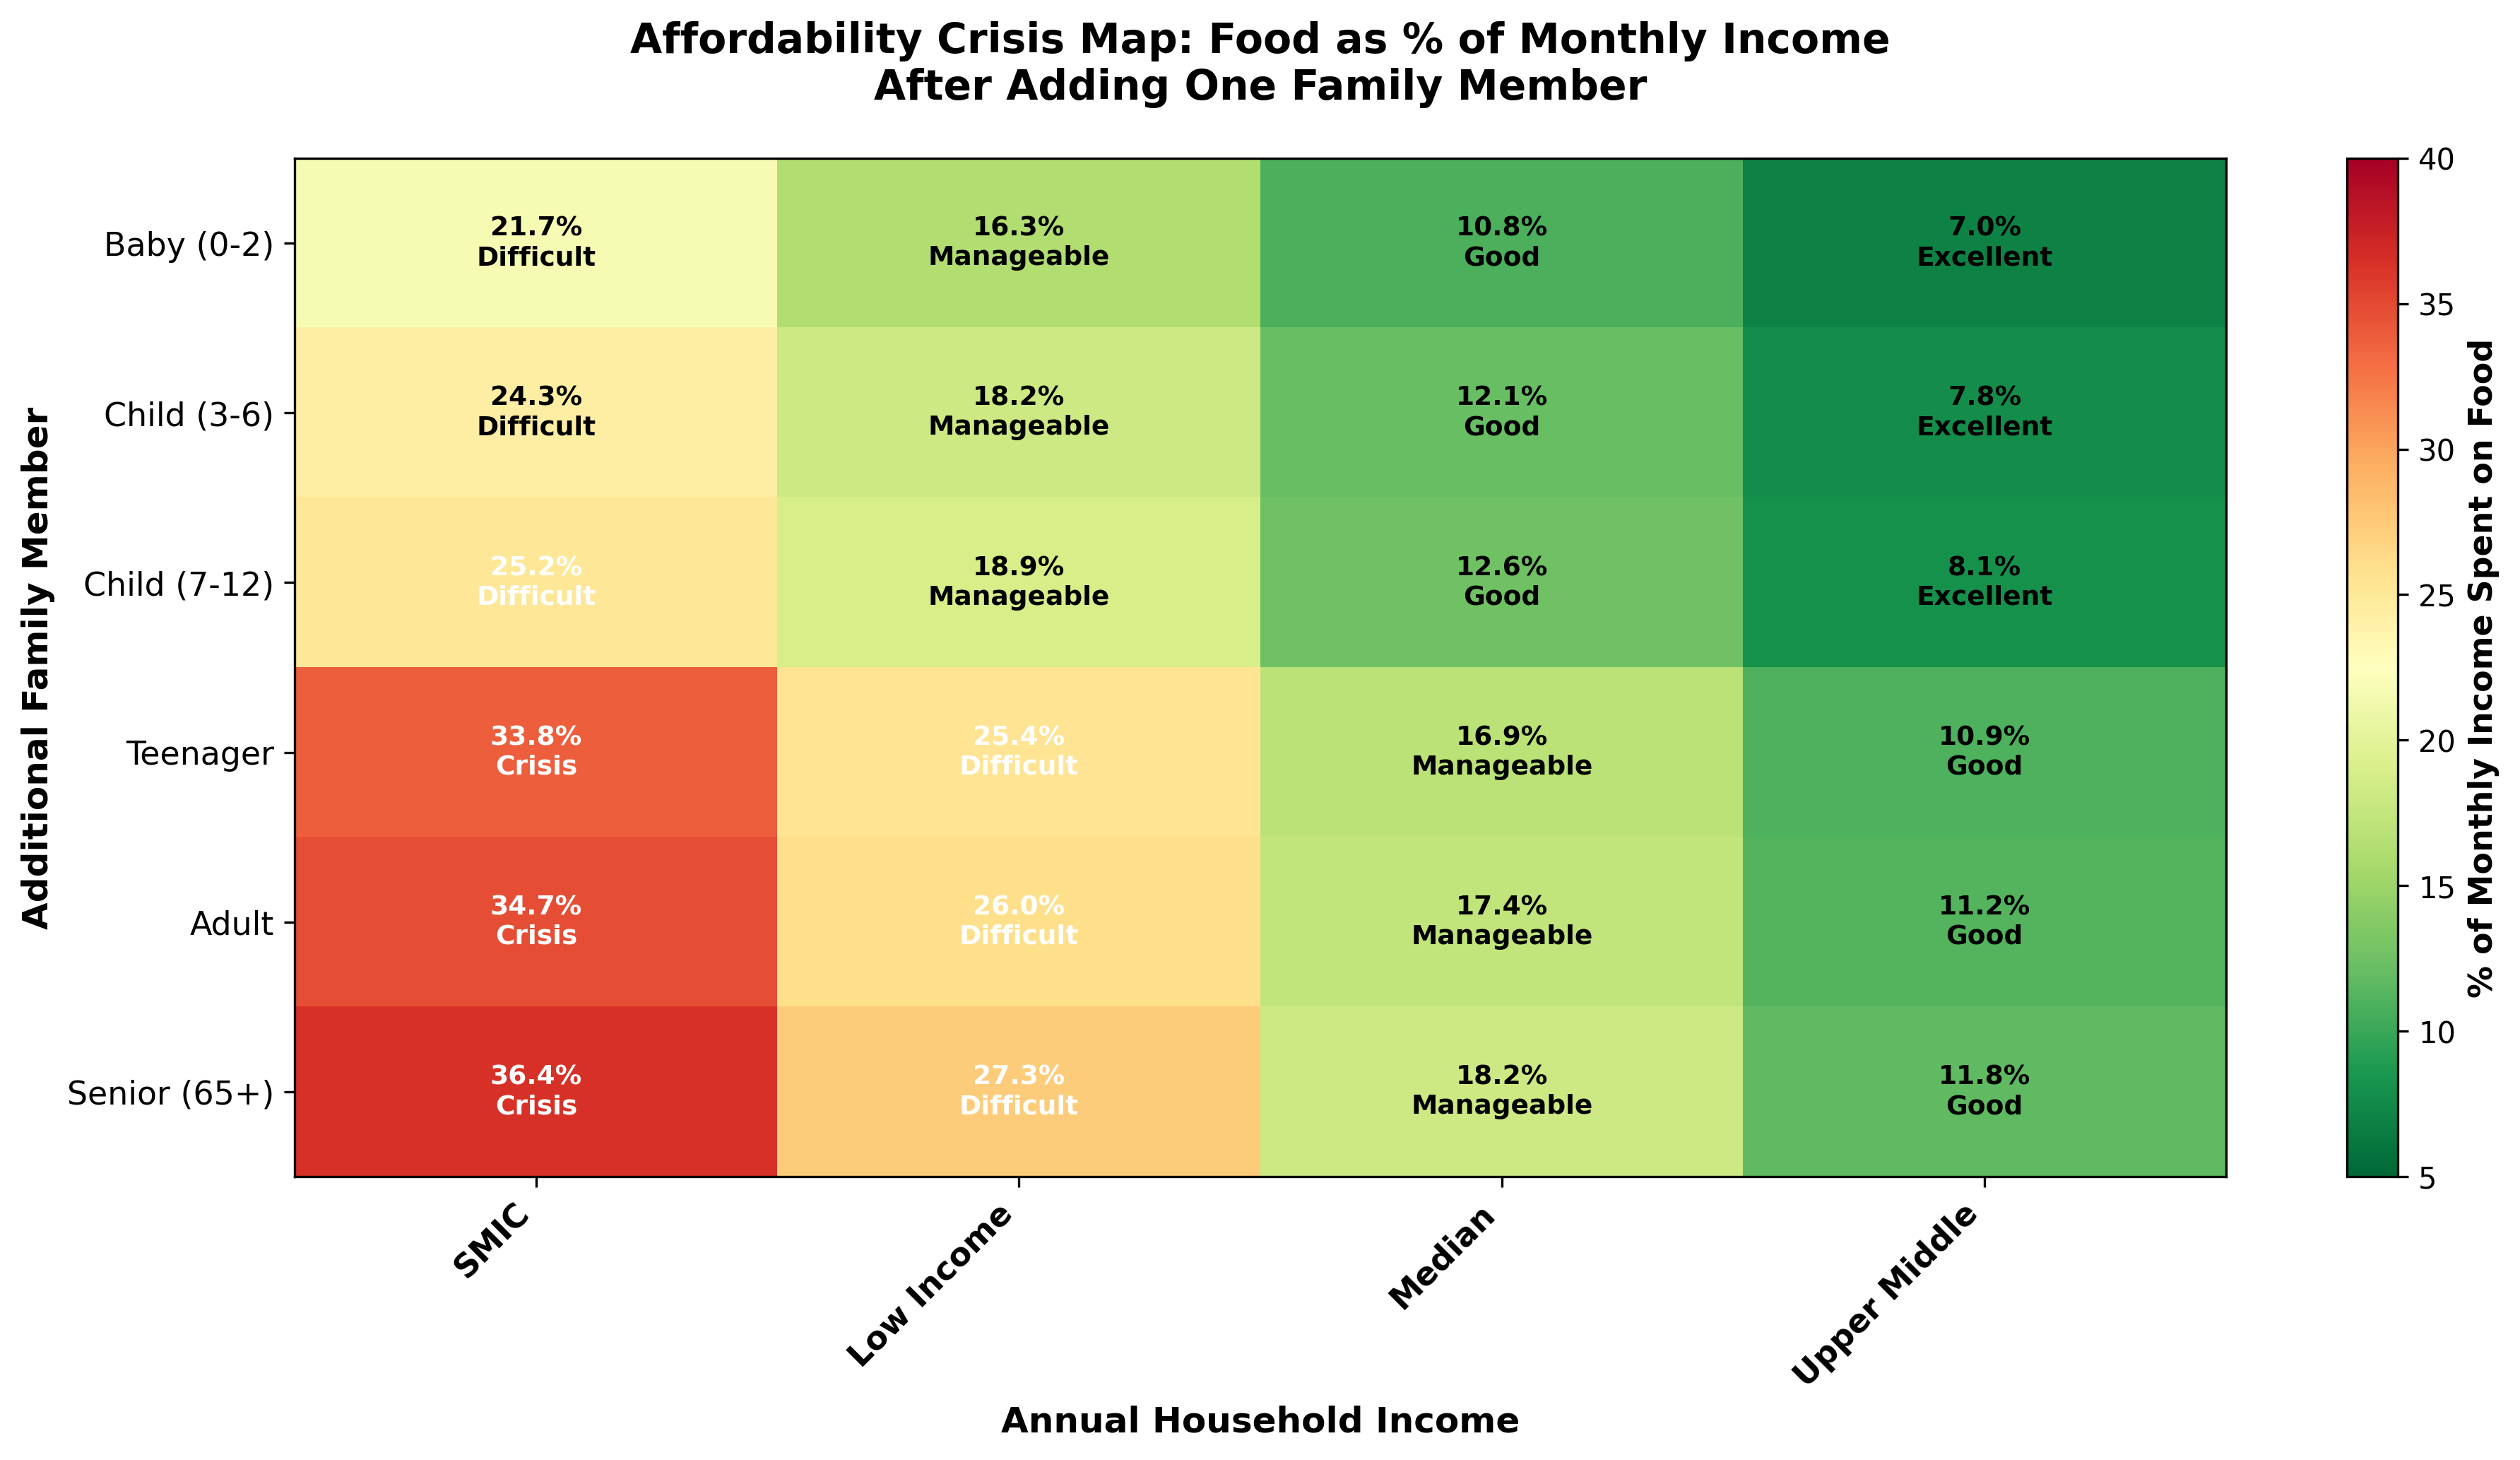 Affordability Crisis Map: Food as % of Monthly Income
After Adding One Family Member
Additional Family Member
Baby (0-2)
21.7%
Difficult
16.3%
Manageable
10.8%
Good
7.0%
Excellent
Child (3-6)
24.3%
Difficult
18.2%
Manageable
12.1%
Good
7.8%
Excellent
Child (7-12)
25.2%
Difficult
18.9%
Manageable
12.6%
Good
8.1%
Excellent
Teenager
33.8%
Crisis
25.4%
Difficult
16.9%
Manageable
10.9%
Good
Adult
34.7%
Crisis
26.0%
Difficult
17.4%
Manageable
11.2%
Good
Senior (65+)
36.4%
Crisis
27.3%
Difficult
18.2%
Manageable
11.8%
Good
SMIC
Low Income
Median
Upper Middle
Annual Household Income
40
35
30
25
20
15
10
5
% of Monthly Income Spent on Food